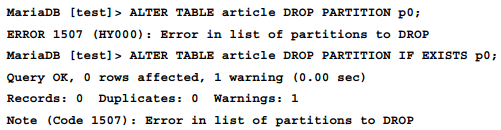 MariaDB [test]> ALTER TABLE article DROP PARTITION p0;
ERROR 1507 (HY000): Error in list of partitions to DROP
MariaDB [test]> ALTER TABLE article DROP PARTITION IF EXISTS p0;
Query OK, 0 rows affected, 1 warning (0.00 sec)
Records: 0  Duplicates: 0  Warnings: 1
Note (Code 1507): Error in list of partitions to DROP